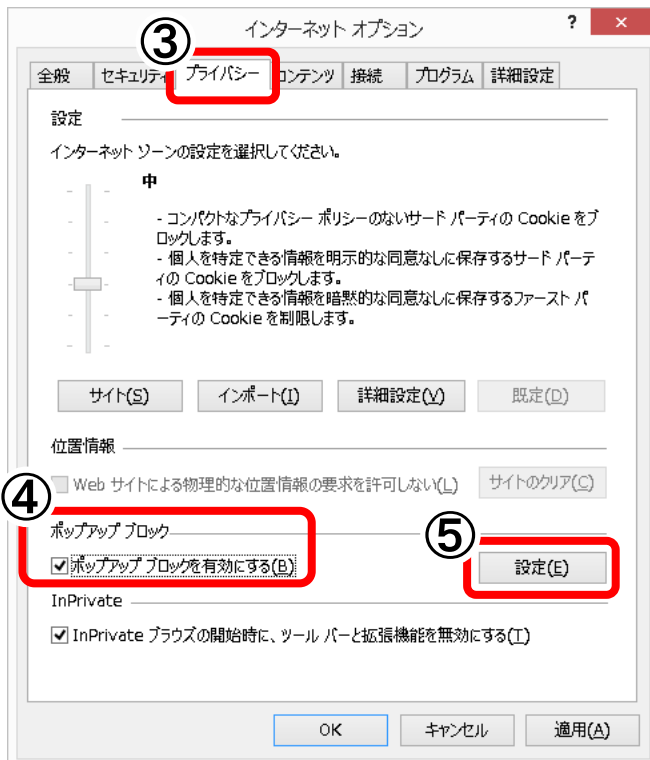 インターネット オプション
?
×
③
全般 セキュリティ プライバシー コンテンツ 接続 プログラム 詳細設定
設定
インターネット ゾーンの設定を選択してください。
中
- コンパクトなプライバシー ポリシーのないサード パーティの Cookie をブ
ロックします。
- 個人を特定できる情報を明示的な同意なしに保存するサード パーテ
ィの Cookie をブロックします。
- 個人を特定できる情報を暗黙的な同意なしに保存するファースト パ
ーティの Cookie を制限します。
サイト(S) インポート(I) 詳細設定(V) 既定(D)
位置情報
④
Web サイトによる物理的な位置情報の要求を許可しない(L) サイトのクリア(C)
ポップアップ ブロック
⑤
ポップアップ ブロックを有効にする(B) 設定(E)
InPrivate
InPrivate ブラウズの開始時に、ツール バーと拡張機能を無効にする(T)
OK キャンセル 適用(A)